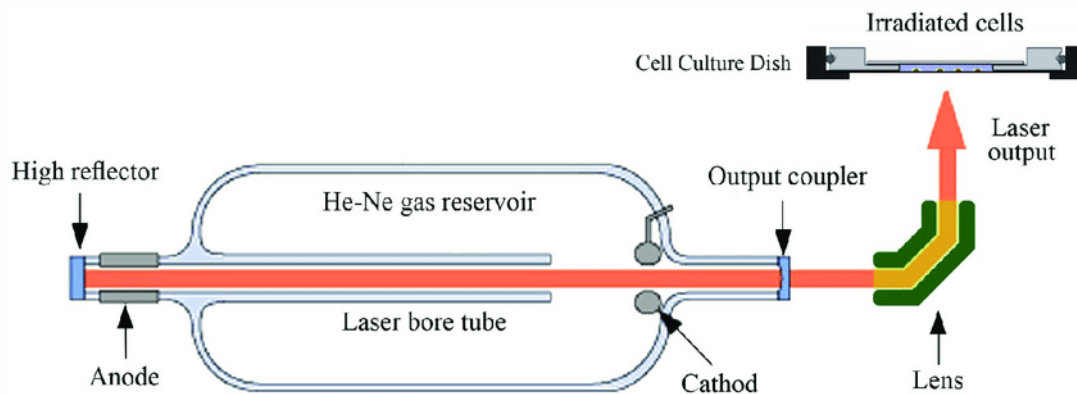 Irradiated cells
Cell Culture Dish
Laser
output
High reflector
Output coupler
He-Ne gas reservoir
Laser bore tube
Anode
Cathod
Lens